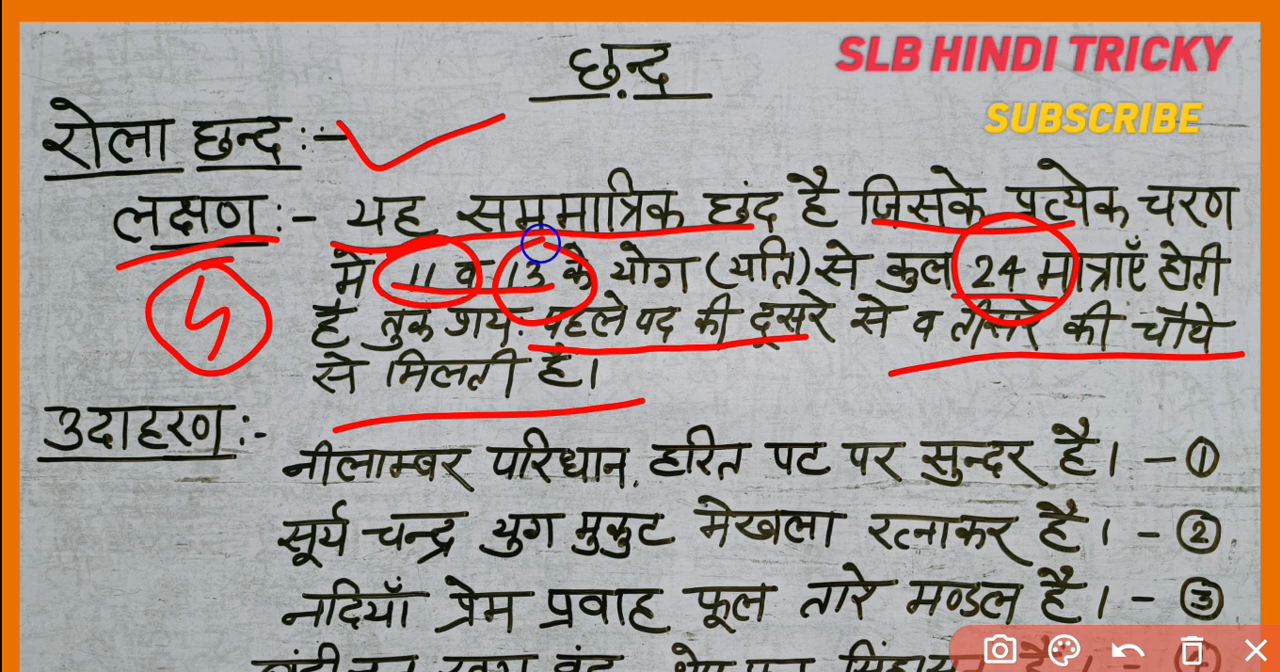 छन्द
SLB HINDI TRICKY
SUBSCRIBE
रोला छन्द :-
लक्षण :- यह सममात्रिक छंद है जिसके प्रत्येक चरण
में 11 व 13 के योग (यति) से कुल 24 मात्राएँ होती
है तुक प्रायः पहले पद की दूसरे से व तीसरे की चौथे
से मिलती है।
4
उदाहरण :-
नीलाम्बर परिधान हरित पट पर सुन्दर है। - 1
सूर्य चन्द्र युग मुकुट मेखला रत्नाकर है। - 2
नदियाँ प्रेम प्रवाह फूल तारे मण्डल है। - 3